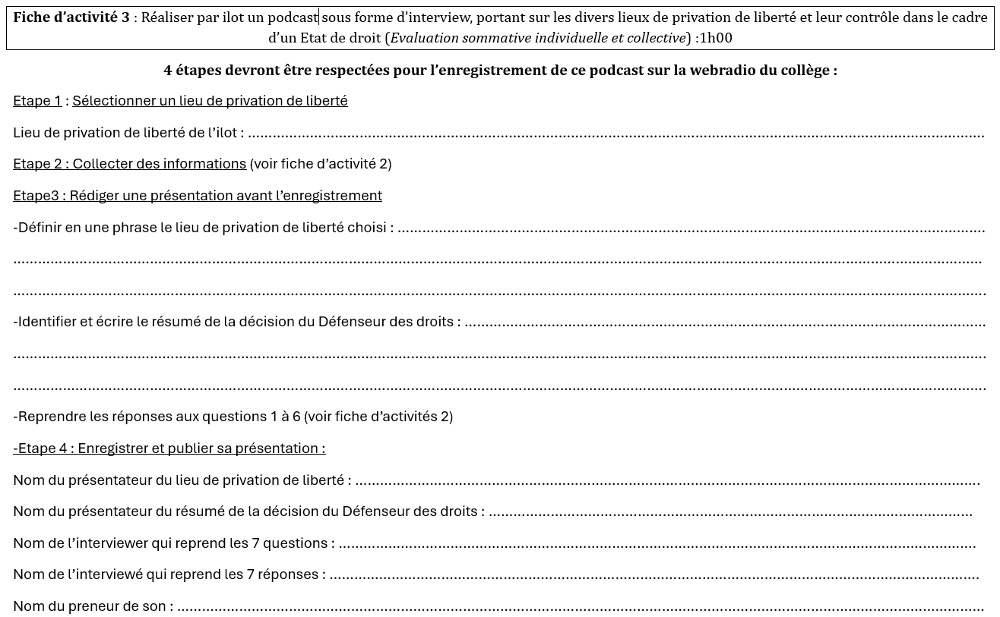 Fiche d’activité 3 : Réaliser par ilot un podcast sous forme d’interview, portant sur les divers lieux de privation de liberté et leur contrôle dans le cadre
d’un Etat de droit (Evaluation sommative individuelle et collective) :1h00
4 étapes devront être respectées pour l’enregistrement de ce podcast sur la webradio du collège :
Etape 1 : Sélectionner un lieu de privation de liberté
Lieu de privation de liberté de l’ilot : ……………………………………………………………………………………………………………………………………
Etape 2 : Collecter des informations (voir fiche d’activité 2)
Etape3 : Rédiger une présentation avant l’enregistrement
-Définir en une phrase le lieu de privation de liberté choisi : ……………………………………………………………………………………………………
……………………………………………………………………………………………………………………………………………………………………
……………………………………………………………………………………………………………………………………………………………………
-Identifier et écrire le résumé de la décision du Défenseur des droits : …………………………………………………………………………………………
……………………………………………………………………………………………………………………………………………………………………
……………………………………………………………………………………………………………………………………………………………………
-Reprendre les réponses aux questions 1 à 6 (voir fiche d’activités 2)
-Etape 4 : Enregistrer et publier sa présentation :
Nom du présentateur du lieu de privation de liberté : ……………………………………………………………………………………………………………
Nom du présentateur du résumé de la décision du Défenseur des droits : ……………………………………………………………………………………
Nom de l’interviewer qui reprend les 7 questions : ………………………………………………………………………………………………………………
Nom de l’interviewé qui reprend les 7 réponses : …………………………………………………………………………………………………………………
Nom du preneur de son : …………………………………………………………………………………………………………………………………………